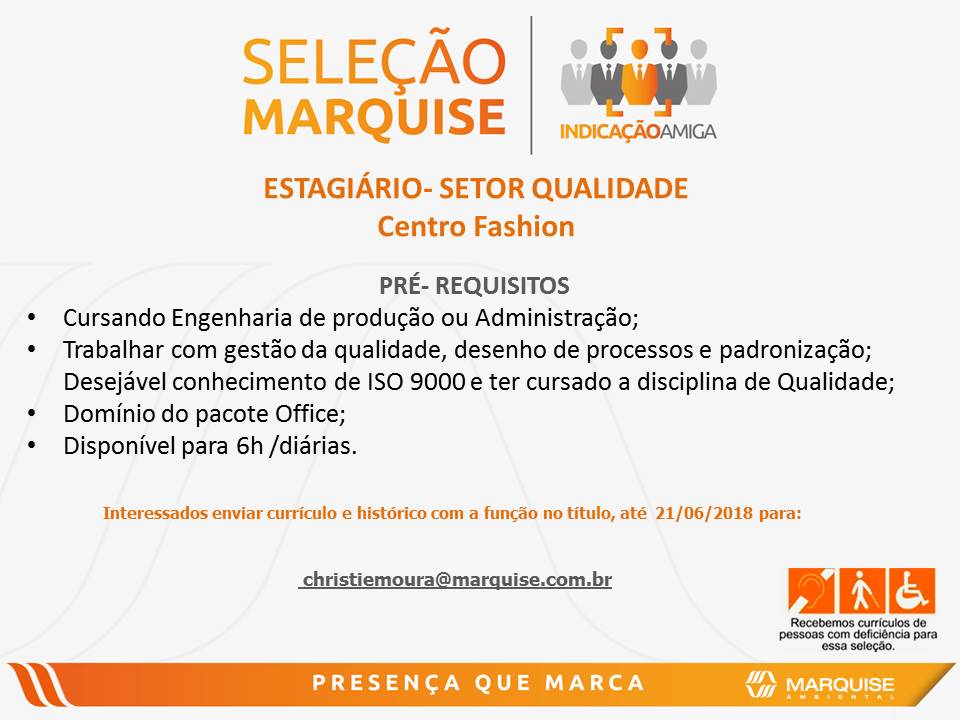 SELEÇÃO
MARQUISE
INDICAÇÃOAMIGA
ESTAGIÁRIO- SETOR QUALIDADE
Centro Fashion
PRÉ- REQUISITOS
• Cursando Engenharia de produção ou Administração;
• Trabalhar com gestão da qualidade, desenho de processos e padronização;
Desejável conhecimento de ISO 9000 e ter cursado a disciplina de Qualidade;
• Domínio do pacote Office;
• Disponível para 6h /diárias.
Interessados enviar currículo e histórico com a função no título, até 21/06/2018 para:
christiemoura@marquise.com.br
Recebemos currículos de
pessoas com deficiência para
essa seleção.
PRESENÇA QUE MARCA
MARQUISE
AMBIENTAL